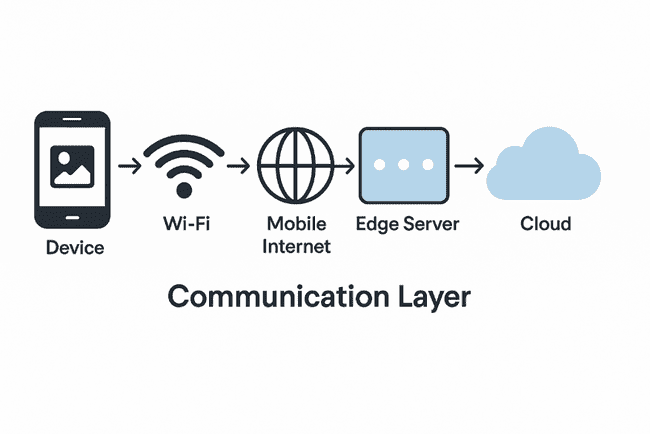 Device
Wi-Fi
Mobile
Internet
Edge Server
Cloud
Communication Layer